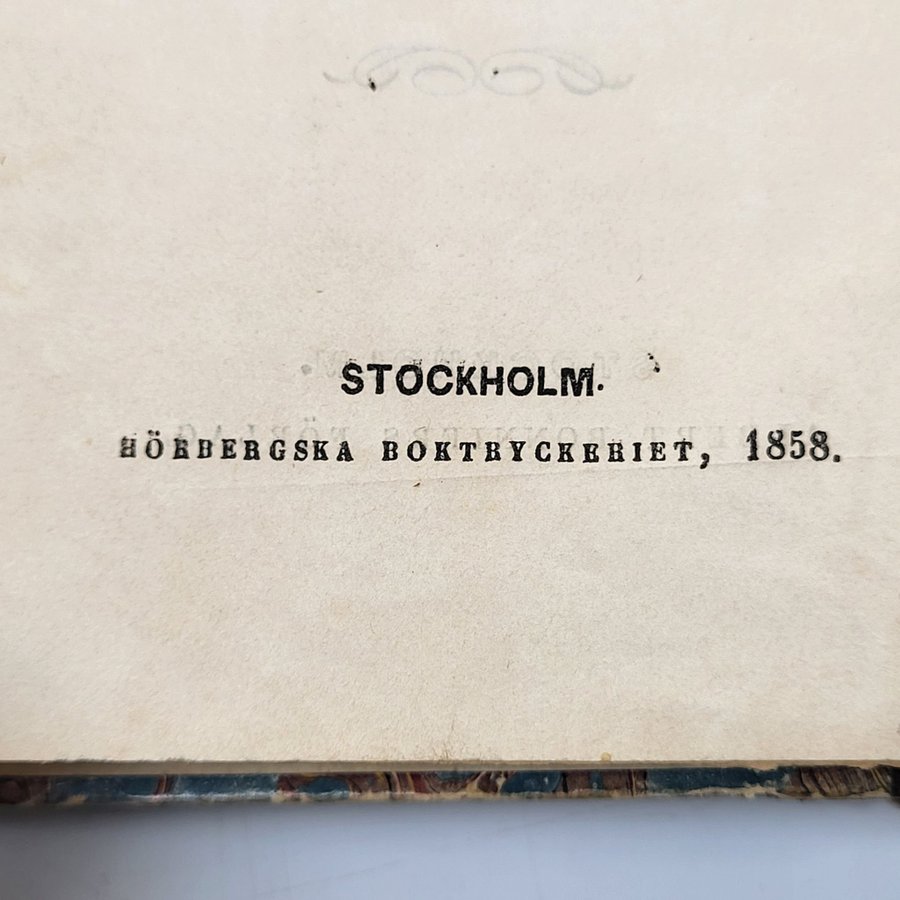 STOCKHOLM.
HÖRBERGSKA BOKTRYCKERIET, 1858.